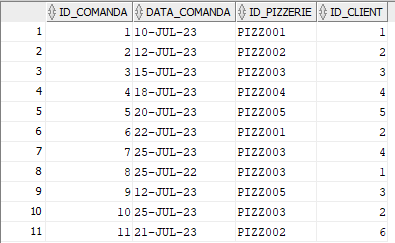 ID_COMANDA DATA_COMANDA ID_PIZZERIE ID_CLIENT
1 1 10-JUL-23 PIZZ001 1
2 2 12-JUL-23 PIZZ002 2
3 3 15-JUL-23 PIZZ003 3
4 4 18-JUL-23 PIZZ004 4
5 5 20-JUL-23 PIZZ005 5
6 6 22-JUL-23 PIZZ001 2
7 7 25-JUL-23 PIZZ003 4
8 8 25-JUL-22 PIZZ003 1
9 9 12-JUL-23 PIZZ005 3
10 10 25-JUL-23 PIZZ003 2
11 11 21-JUL-23 PIZZ002 6